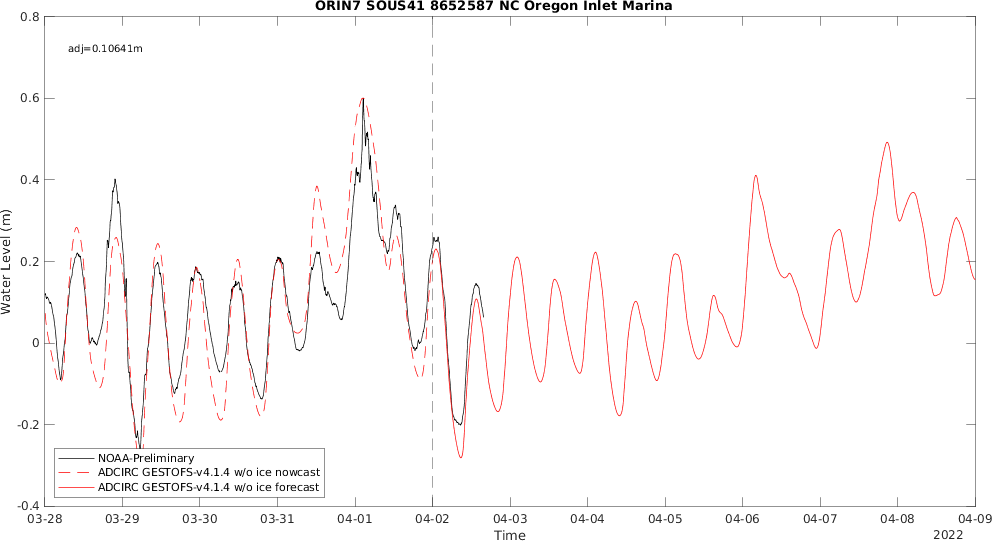 ORIN7 SOUS41 8652587 NC Oregon Inlet Marina
adj=0.10641m
Water Level (m)
0.8
0.6
0.4
0.2
0
-0.2
-0.4
NOAA-Preliminary
ADCIRC GESTOFS-v4.1.4 w/o ice nowcast
ADCIRC GESTOFS-v4.1.4 w/o ice forecast
03-28 03-29 03-30 03-31 04-01 04-02 04-03 04-04 04-05 04-06 04-07 04-08 04-09
Time
2022